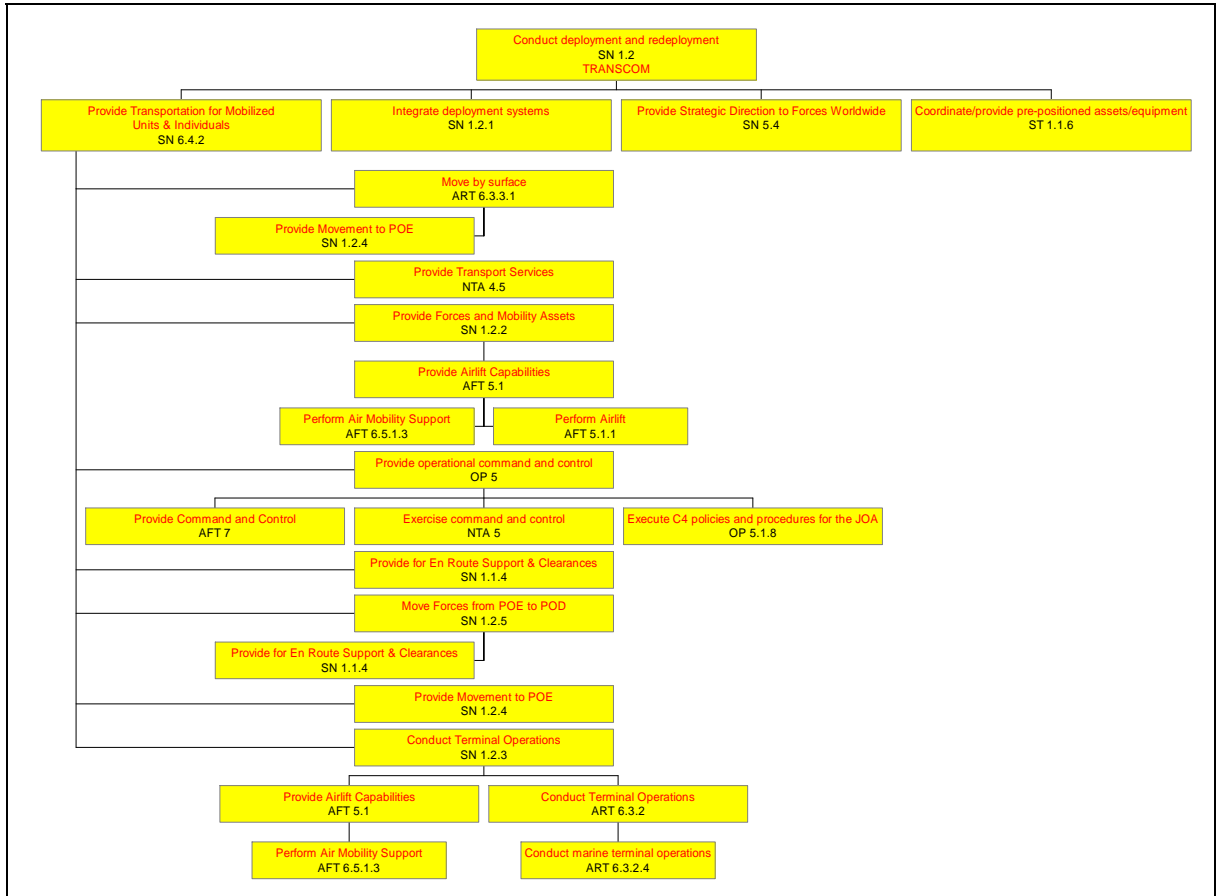 Conduct deployment and redeployment
SN 1.2
TRANSCOM
Provide Transportation for Mobilized
Units & Individuals
SN 6.4.2
Integrate deployment systems
SN 1.2.1
Provide Strategic Direction to Forces Worldwide
SN 5.4
Coordinate/provide pre-positioned assets/equipment
ST 1.1.6
Move by surface
ART 6.3.3.1
Provide Movement to POE
SN 1.2.4
Provide Transport Services
NTA 4.5
Provide Forces and Mobility Assets
SN 1.2.2
Provide Airlift Capabilities
AFT 5.1
Perform Air Mobility Support
AFT 6.5.1.3
Perform Airlift
AFT 5.1.1
Provide operational command and control
OP 5
Provide Command and Control
AFT 7
Exercise command and control
NTA 5
Execute C4 policies and procedures for the JOA
OP 5.1.8
Provide for En Route Support & Clearances
SN 1.1.4
Move Forces from POE to POD
SN 1.2.5
Provide for En Route Support & Clearances
SN 1.1.4
Provide Movement to POE
SN 1.2.4
Conduct Terminal Operations
SN 1.2.3
Provide Airlift Capabilities
AFT 5.1
Conduct Terminal Operations
ART 6.3.2
Perform Air Mobility Support
AFT 6.5.1.3
Conduct marine terminal operations
ART 6.3.2.4